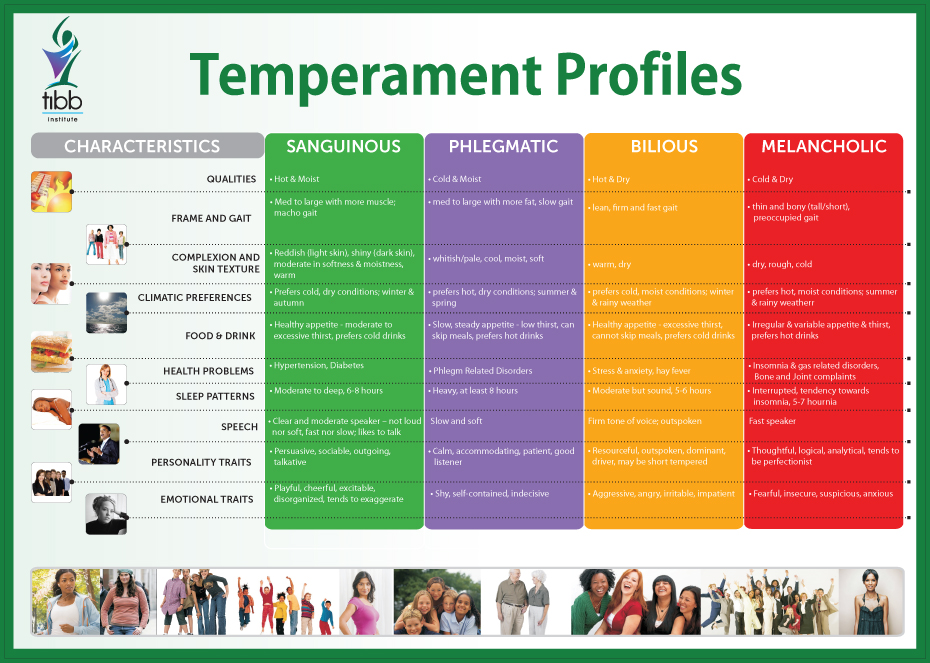 tibb
institute
Temperament Profiles
CHARACTERISTICS
SANGUINOUS
PHLEGMATIC
BILIOUS
MELANCHOLIC
QUALITIES
• Hot & Moist
• Cold & Moist
• Hot & Dry
• Cold & Dry
FRAME AND GAIT
• Med to large with more muscle;
macho gait
• med to large with more fat, slow gait
• lean, firm and fast gait
• thin and bony (tall/short),
preoccupied gait
COMPLEXION AND
SKIN TEXTURE
• Reddish (light skin), shiny (dark skin),
moderate in softness & moistness,
warm
• whitish/pale, cool, moist, soft
• warm, dry
• dry, rough, cold
CLIMATIC PREFERENCES
• Prefers cold, dry conditions; winter &
autumn
• prefers hot, dry conditions; summer &
spring
• prefers cold, moist conditions; winter
& rainy weather
• prefers hot, moist conditions; summer
& rainy weatherr
FOOD & DRINK
• Healthy appetite - moderate to
excessive thirst, prefers cold drinks
• Slow, steady appetite - low thirst, can
skip meals, prefers hot drinks
• Healthy appetite - excessive thirst,
cannot skip meals, prefers cold drinks
• Irregular & variable appetite & thirst,
prefers hot drinks
HEALTH PROBLEMS
• Hypertension, Diabetes
• Phlegm Related Disorders
• Stress & anxiety, hay fever
• Insomnia & gas related disorders,
Bone and Joint complaints
SLEEP PATTERNS
• Moderate to deep, 6-8 hours
• Heavy, at least 8 hours
• Moderate but sound, 5-6 hours
• Interrupted, tendency towards
insomnia, 5-7 hournia
SPEECH
• Clear and moderate speaker – not loud
nor soft, fast nor slow; likes to talk
Slow and soft
Firm tone of voice; outspoken
Fast speaker
PERSONALITY TRAITS
• Persuasive, sociable, outgoing,
talkative
• Calm, accommodating, patient, good
listener
• Resourceful, outspoken, dominant,
driver, may be short tempered
• Thoughtful, logical, analytical, tends to
be perfectionist
EMOTIONAL TRAITS
• Playful, cheerful, excitable,
disorganized, tends to exaggerate
• Shy, self-contained, indecisive
• Aggressive, angry, irritable, impatient
• Fearful, insecure, suspicious, anxious